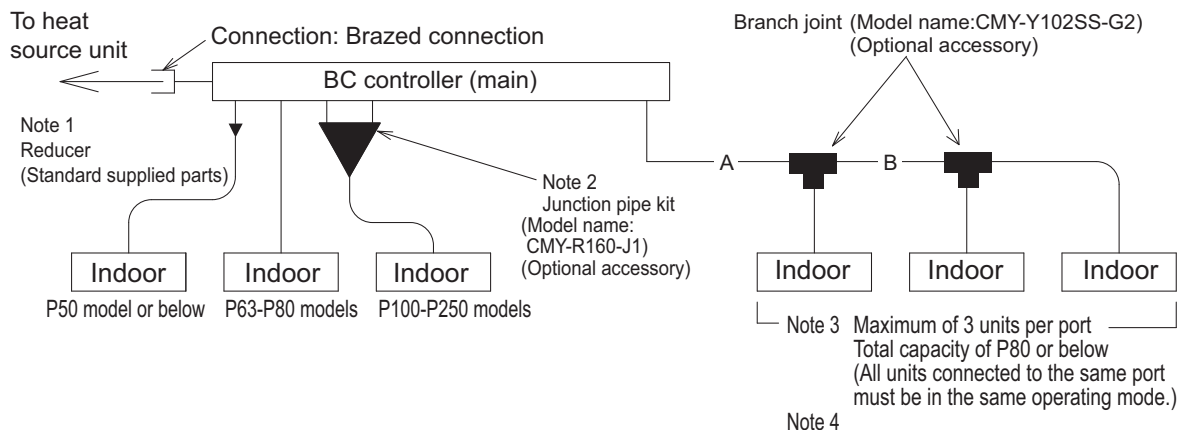 To heat
source unit
Connection: Brazed connection
Branch joint (Model name:CMY-Y102SS-G2)
(Optional accessory)
BC controller (main)
Note 1
Reducer
(Standard supplied parts)
A
B
Note 2
Junction pipe kit
(Model name:
CMY-R160-J1)
(Optional accessory)
Indoor
Indoor
Indoor
Indoor
Indoor
Indoor
P50 model or below
P63-P80 models
P100-P250 models
Note 3 Maximum of 3 units per port
Total capacity of P80 or below
(All units connected to the same port
must be in the same operating mode.)
Note 4